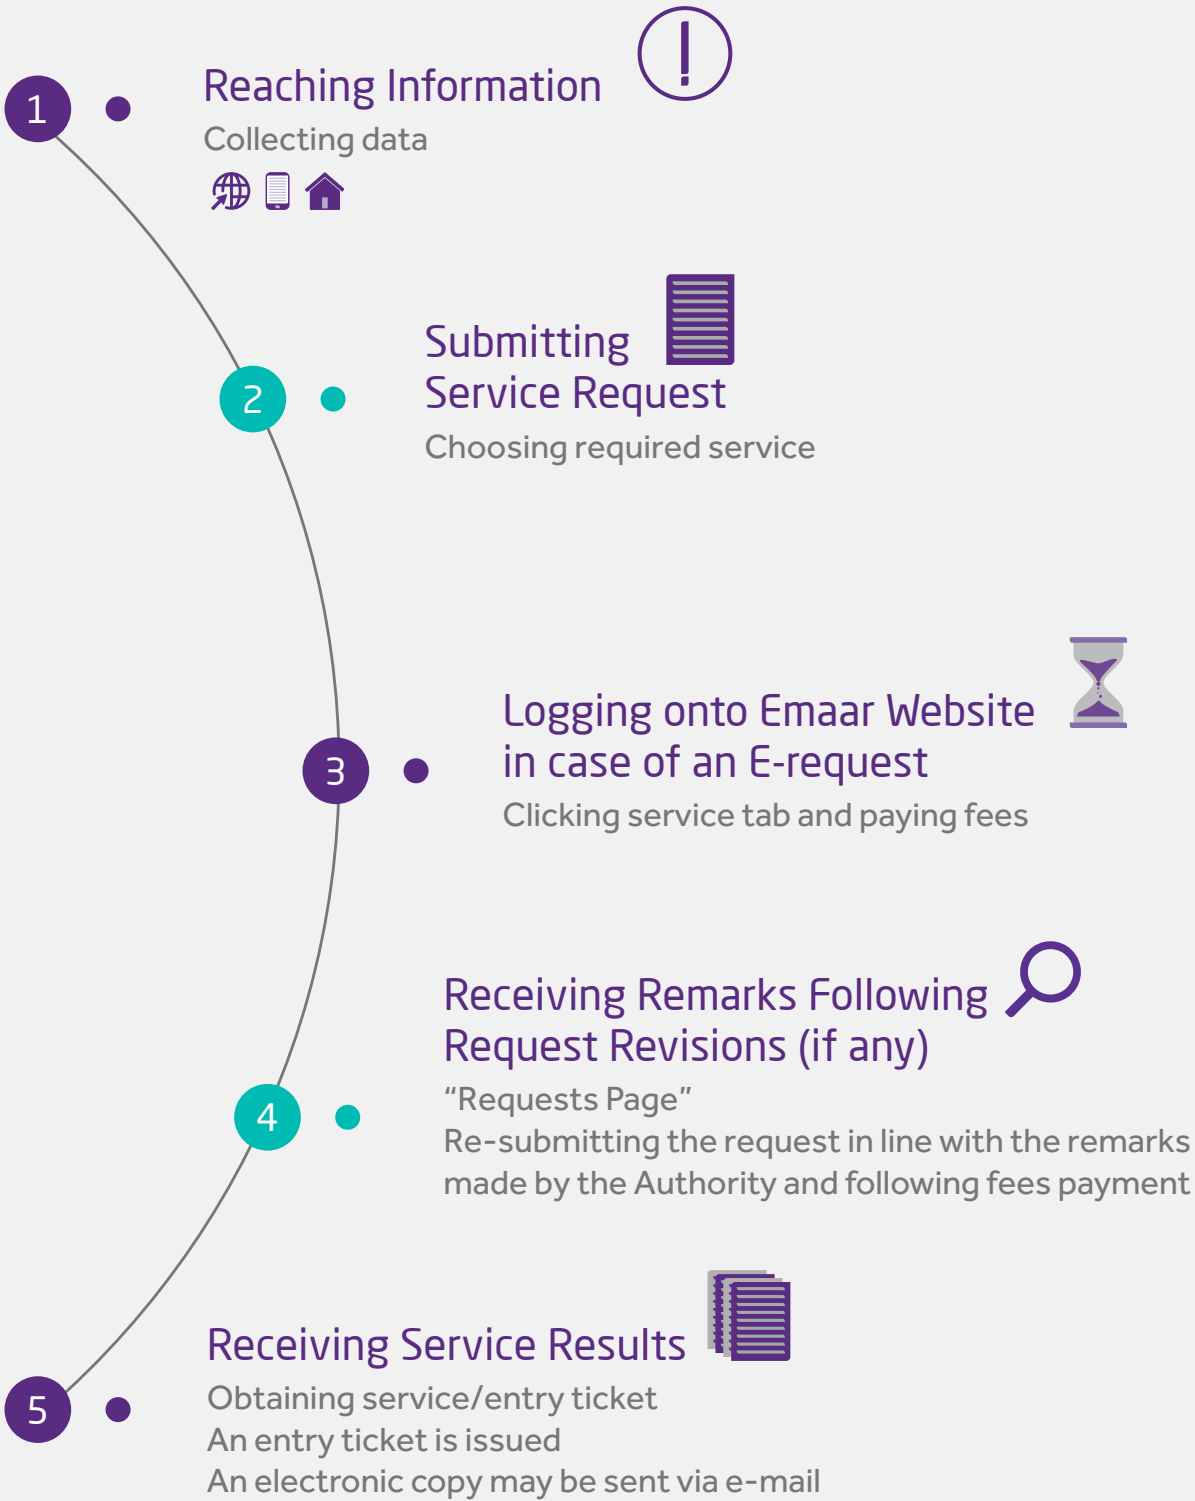 1
Reaching Information
Collecting data
2
Submitting
Service Request
Choosing required service
3
Logging onto Emaar Website
in case of an E-request
Clicking service tab and paying fees
4
Receiving Remarks Following
Request Revisions (if any)
“Requests Page”
Re-submitting the request in line with the remarks
made by the Authority and following fees payment
5
Receiving Service Results
Obtaining service/entry ticket
An entry ticket is issued
An electronic copy may be sent via e-mail